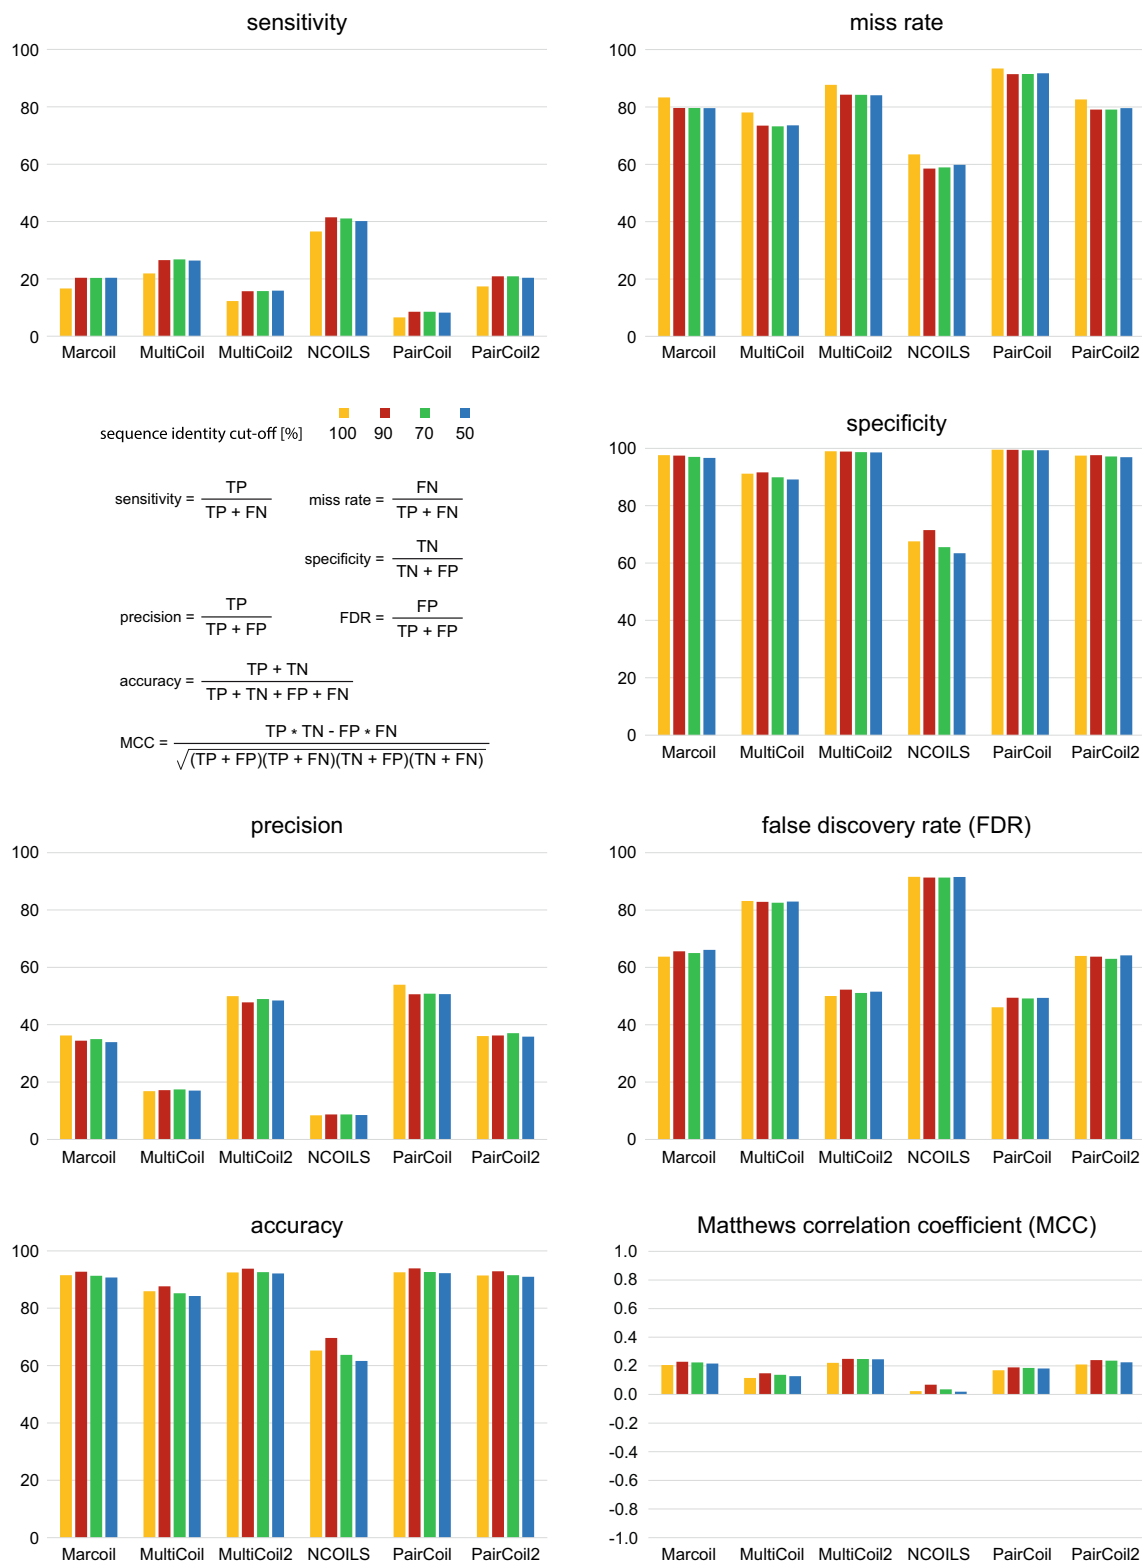 sensitivity
100
80
60
40
20
0
Marcoil MultiCoil MultiCoil2 NCOILS PairCoil PairCoil2
miss rate
100
80
60
40
20
0
Marcoil MultiCoil MultiCoil2 NCOILS PairCoil PairCoil2
sequence identity cut-off [%] 100 90 70 50
sensitivity = TP / TP + FN
miss rate = FN / TP + FN
specificity = TN / TN + FP
precision = TP / TP + FP
FDR = FP / TP + FP
accuracy = TP + TN / TP + TN + FP + FN
MCC = TP * TN - FP * FN / √(TP + FP)(TP + FN)(TN + FP)(TN + FN)
specificity
100
80
60
40
20
0
Marcoil MultiCoil MultiCoil2 NCOILS PairCoil PairCoil2
precision
100
80
60
40
20
0
Marcoil MultiCoil MultiCoil2 NCOILS PairCoil PairCoil2
false discovery rate (FDR)
100
80
60
40
20
0
Marcoil MultiCoil MultiCoil2 NCOILS PairCoil PairCoil2
accuracy
100
80
60
40
20
0
Marcoil MultiCoil MultiCoil2 NCOILS PairCoil PairCoil2
Matthews correlation coefficient (MCC)
1.0
0.8
0.6
0.4
0.2
0.0
-0.2
-0.4
-0.6
-0.8
-1.0
Marcoil MultiCoil MultiCoil2 NCOILS PairCoil PairCoil2